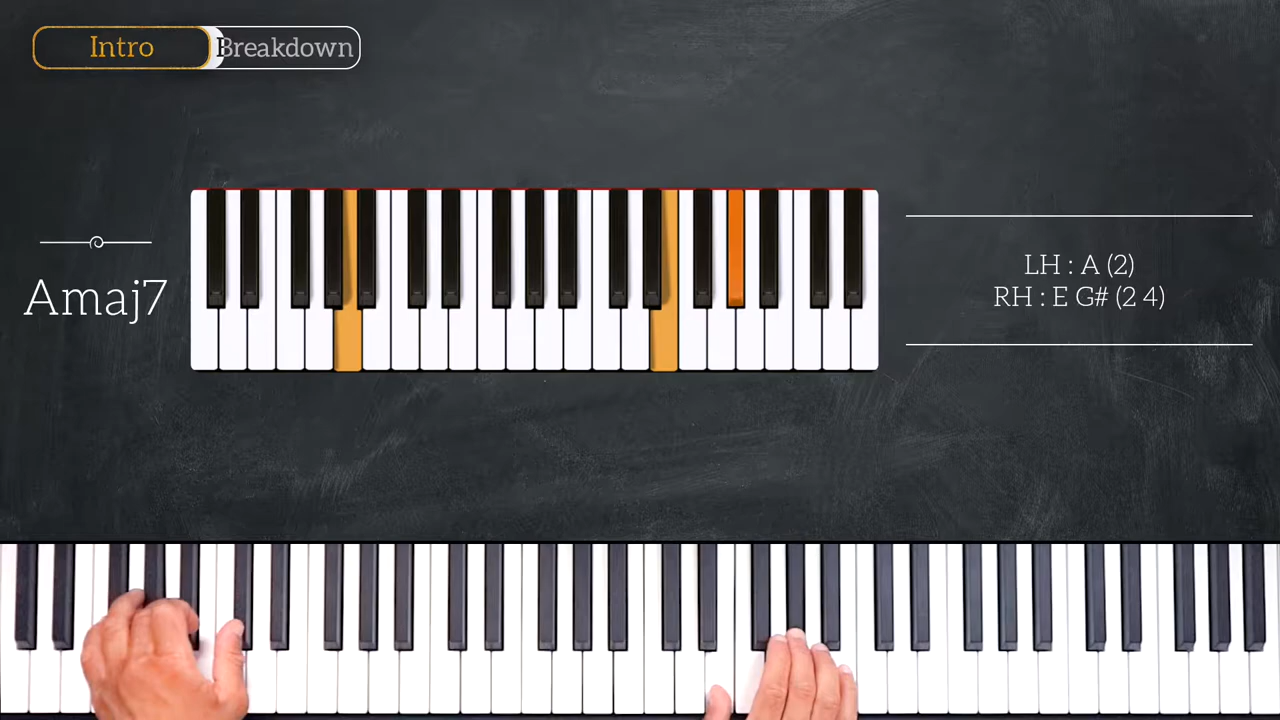 Intro
Breakdown
Amaj7
LH : A (2)
RH : E G# (2 4)